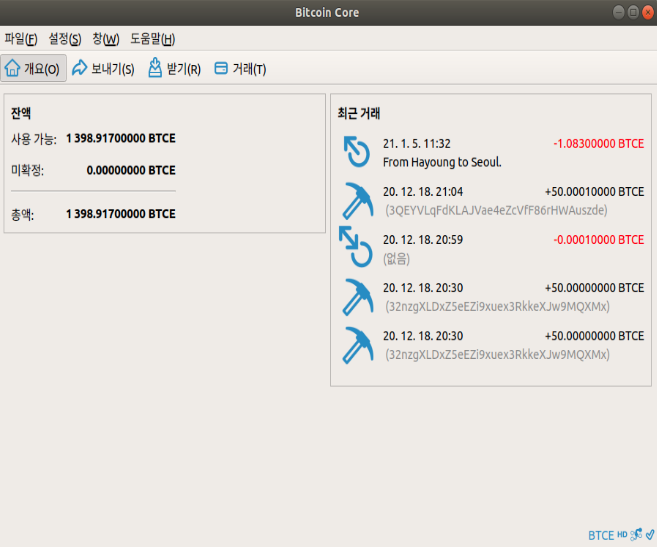 Bitcoin Core
파일(F) 설정(S) 창(W) 도움말(H)
개요(O) 보내기(S) 받기(R) 거래(T)
잔액
사용 가능: 1 398.91700000 BTCE
미확정: 0.00000000 BTCE
총액: 1 398.91700000 BTCE
최근 거래
21. 1. 5. 11:32 -1.08300000 BTCE
From Hayoung to Seoul.
20. 12. 18. 21:04 +50.00010000 BTCE
(3QEYVLqFdKLAJVae4eZcVfF86rHWAuszde)
20. 12. 18. 20:59 -0.00010000 BTCE
(없음)
20. 12. 18. 20:30 +50.00000000 BTCE
(32nzgXLDxZ5eEZi9xuex3RkkeXJw9MQXMx)
20. 12. 18. 20:30 +50.00000000 BTCE
(32nzgXLDxZ5eEZi9xuex3RkkeXJw9MQXMx)
BTCE HD